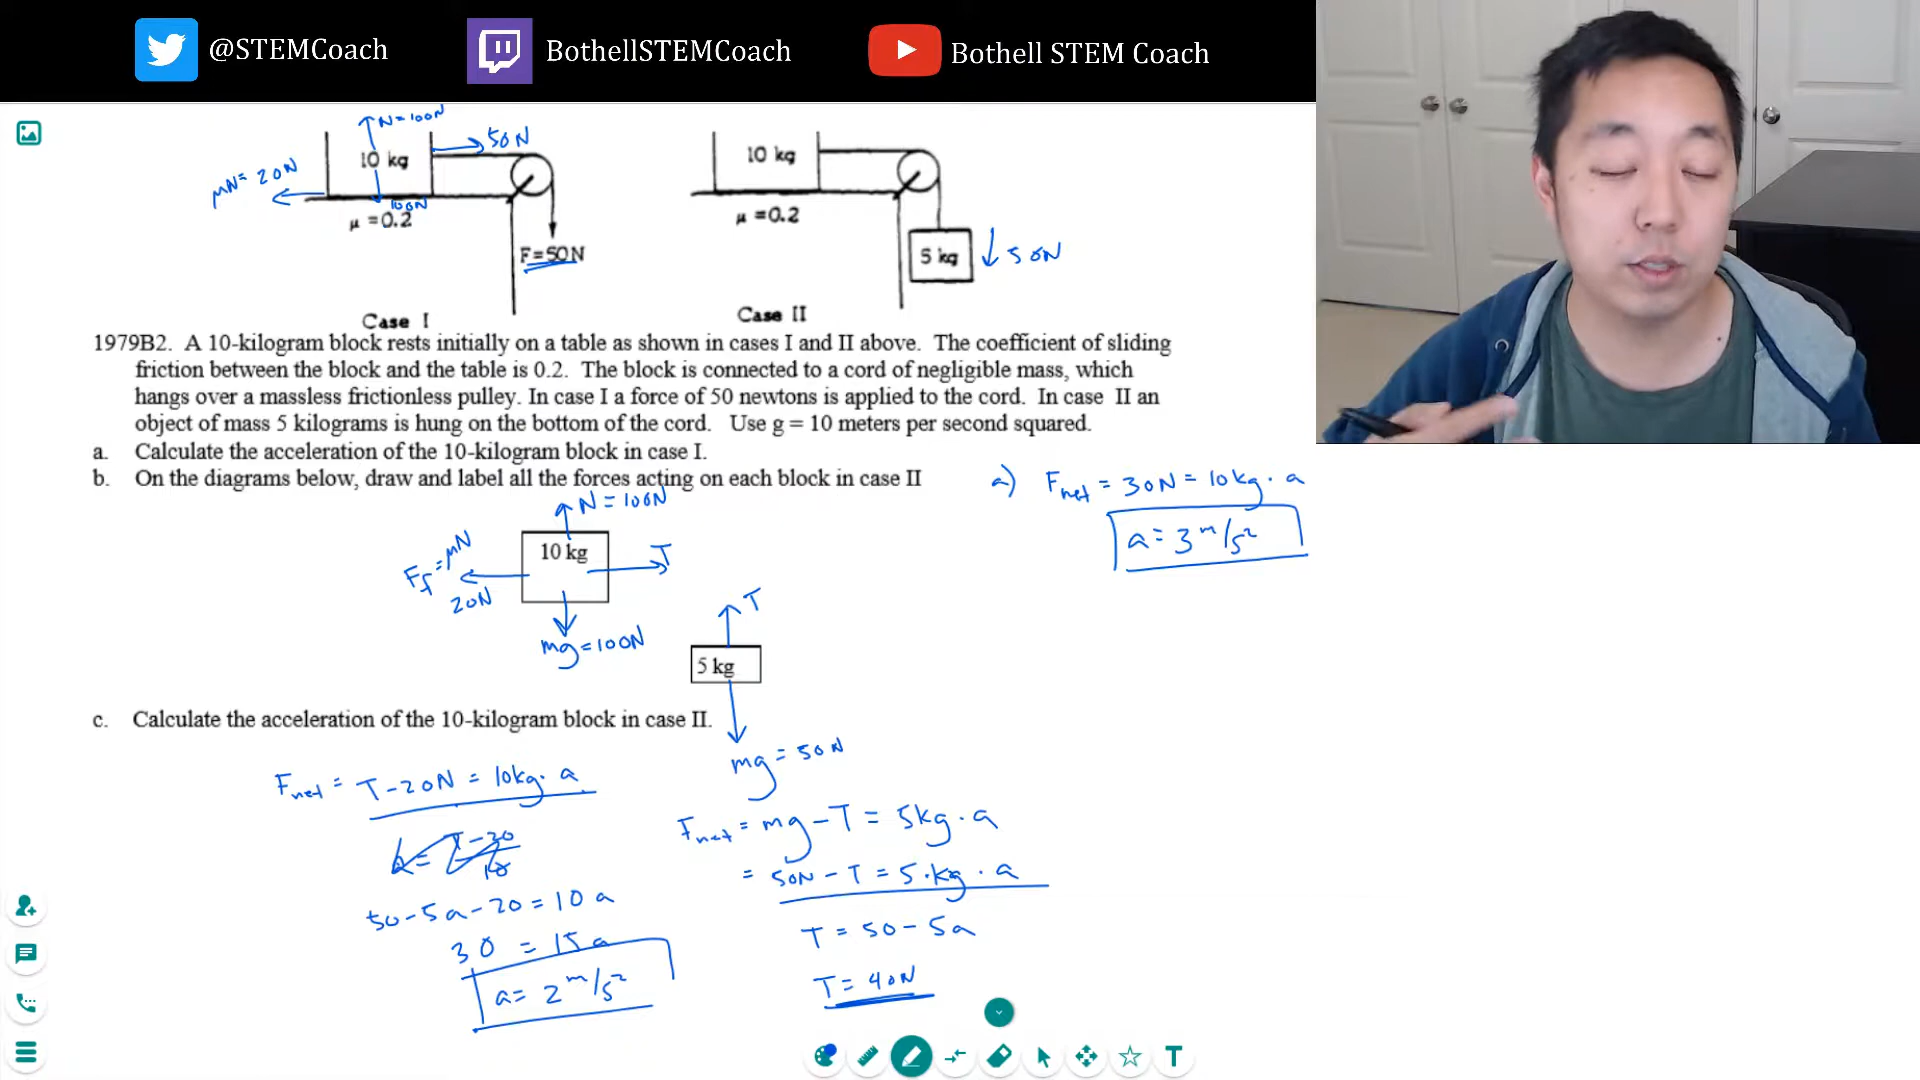 @STEMCoach
BothellSTEMCoach
Bothell STEM Coach
N=100N
50N
10 kg
μN= 20N
100N
μ =0.2
F=50N
Case I
10 kg
μ =0.2
5 kg
50N
Case II
1979B2. A 10-kilogram block rests initially on a table as shown in cases I and II above. The coefficient of sliding
friction between the block and the table is 0.2. The block is connected to a cord of negligible mass, which
hangs over a massless frictionless pulley. In case I a force of 50 newtons is applied to the cord. In case II an
object of mass 5 kilograms is hung on the bottom of the cord. Use g = 10 meters per second squared.
a. Calculate the acceleration of the 10-kilogram block in case I.
b. On the diagrams below, draw and label all the forces acting on each block in case II
a) Fnet = 30N = 10kg · a
a = 3 m/s²
N = 100N
10 kg
T
Ff = μN
20N
mg = 100N
T
5 kg
mg = 50N
c. Calculate the acceleration of the 10-kilogram block in case II.
Fnet = T-20N = 10kg · a
50-5a-20=10a
30 = 15a
a= 2 m/s²
Fnet = mg - T = 5kg · a
= 50N - T = 5·kg · a
T = 50 - 5a
T = 40N
T